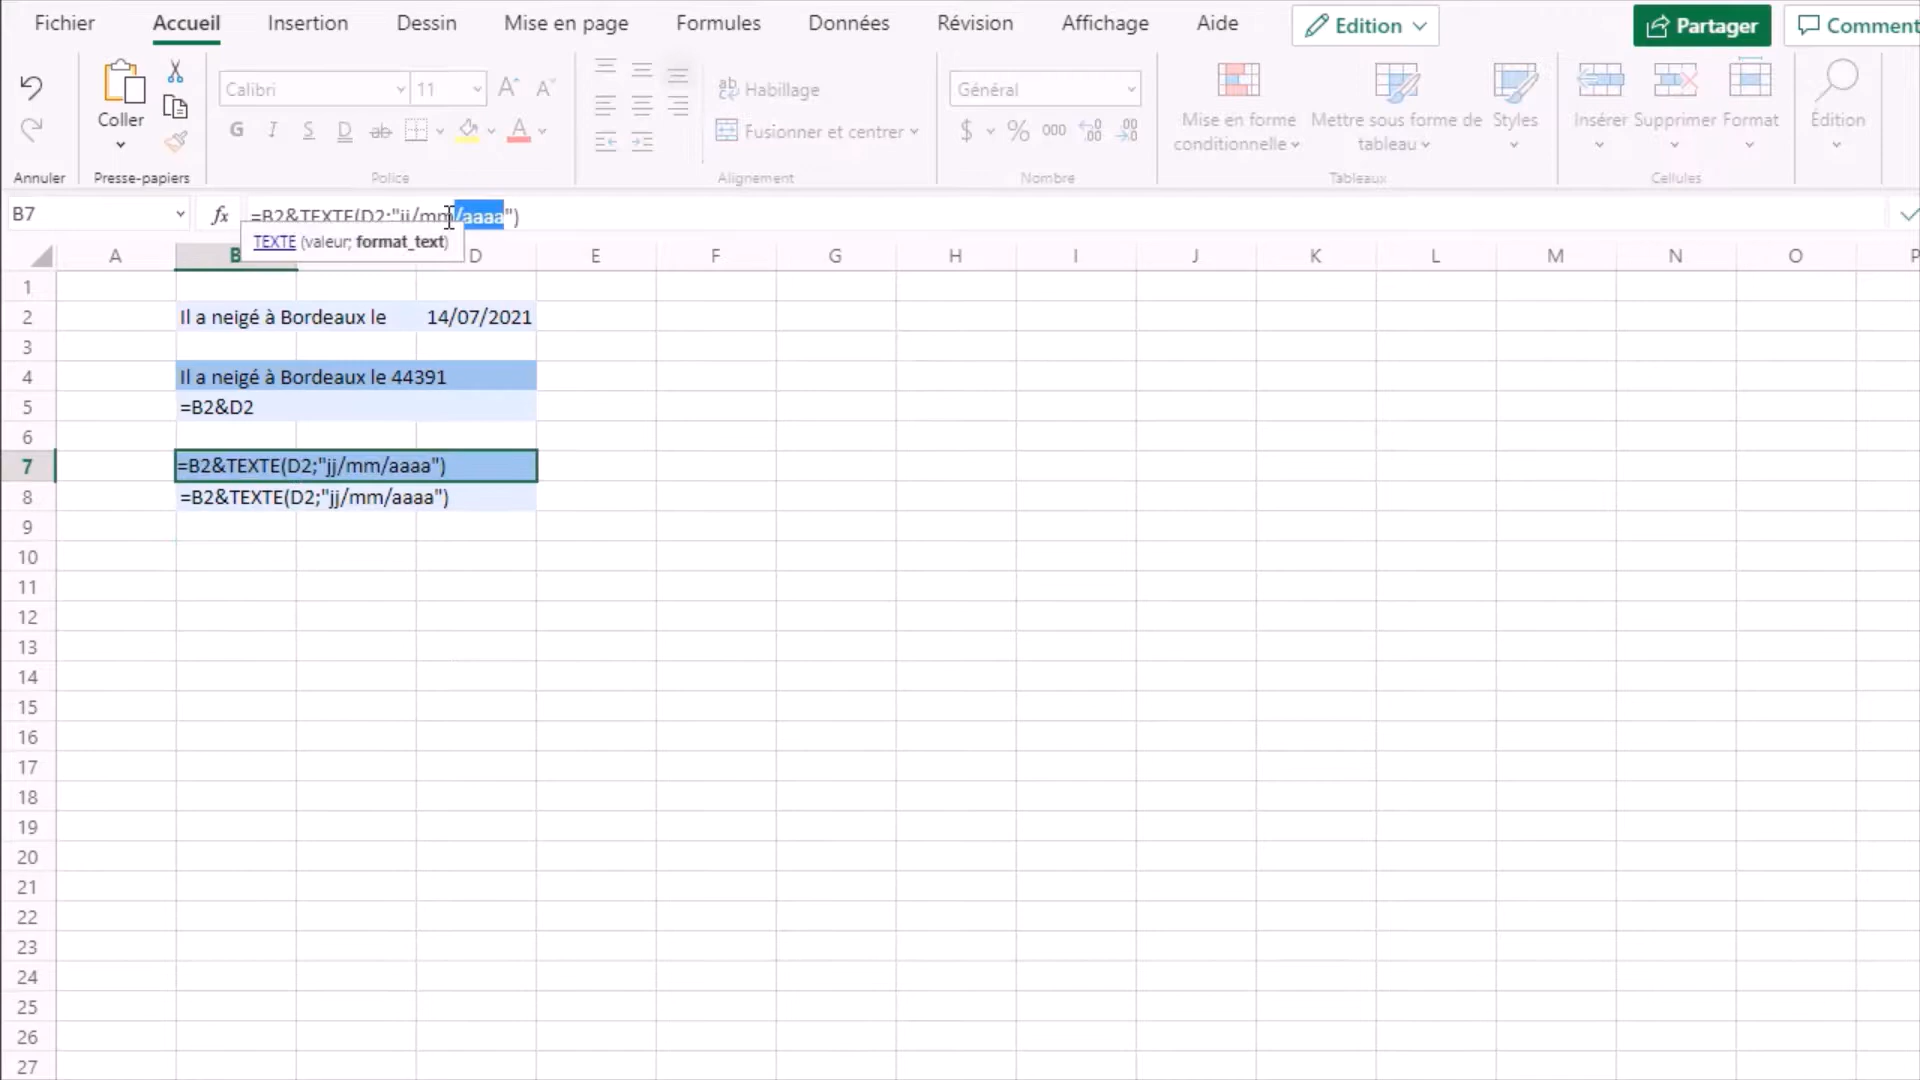 Fichier Accueil Insertion Dessin Mise en page Formules Données Révision Affichage Aide Edition Partager Comment
Calibri 11 Habillage Général
Coller G I S D ab Fusionner et centrer $ % 000 Mise en forme conditionnelle Mettre sous forme de tableau Styles Insérer Supprimer Format Édition
Annuler Presse-papiers Police Alignement Nombre Tableaux Cellules
B7 fx =B2&TEXTE(D2;"jj/mm/aaaa")
TEXTE (valeur; format_text)
A B D E F G H I J K L M N O P
1
2 Il a neigé à Bordeaux le 14/07/2021
3
4 Il a neigé à Bordeaux le 44391
5 =B2&D2
6
7 =B2&TEXTE(D2;"jj/mm/aaaa")
8 =B2&TEXTE(D2;"jj/mm/aaaa")
9
10
11
12
13
14
15
16
17
18
19
20
21
22
23
24
25
26
27